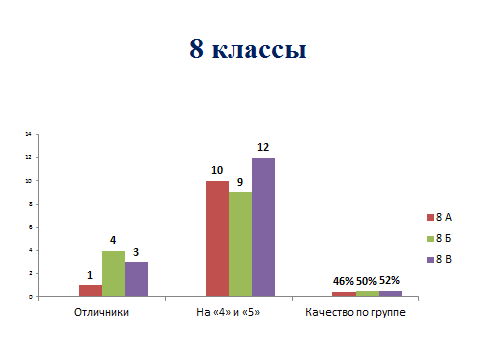 8 классы
14
12
10
8
6
4
2
0
1
4
3
10
9
12
46% 50% 52%
Отличники
На «4» и «5»
Качество по группе
8 А
8 Б
8 В